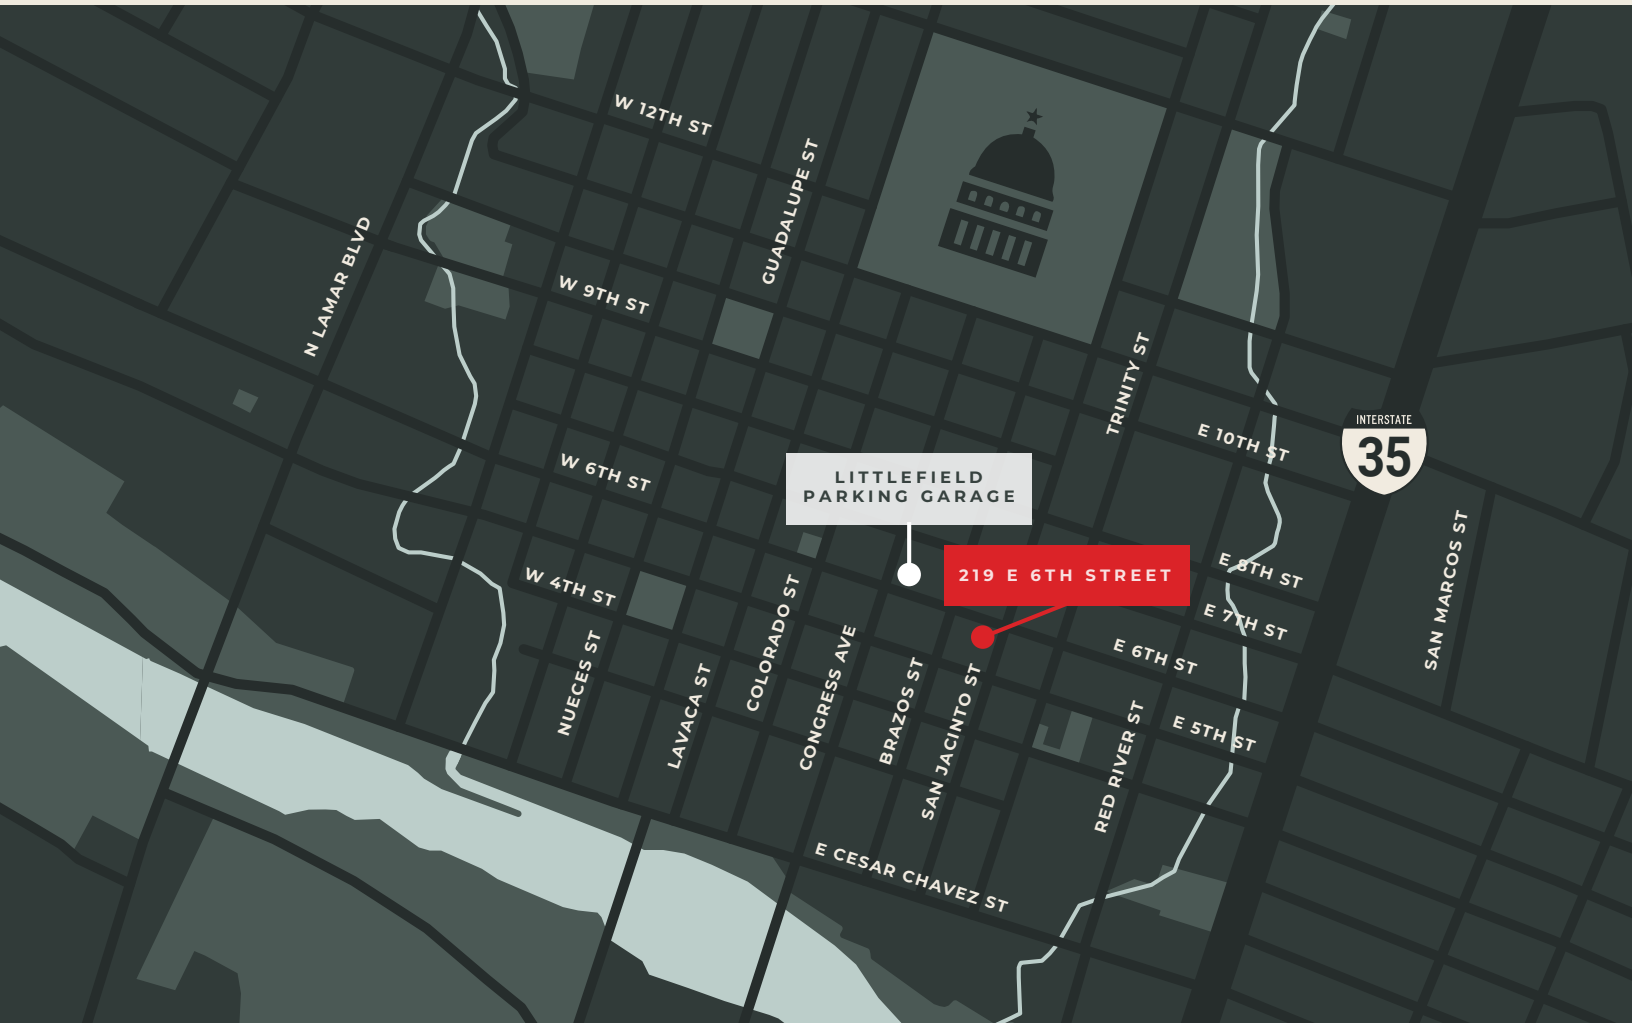 W 12TH ST
GUADALUPE ST
N LAMAR BLVD
W 9TH ST
TRINITY ST
INTERSTATE
35
E 10TH ST
W 6TH ST
LITTLEFIELD
PARKING GARAGE
SAN MARCOS ST
E 8TH ST
219 E 6TH STREET
W 4TH ST
E 7TH ST
COLORADO ST
NUECES ST
CONGRESS AVE
E 6TH ST
LAVACA ST
BRAZOS ST
SAN JACINTO ST
RED RIVER ST
E 5TH ST
E CESAR CHAVEZ ST